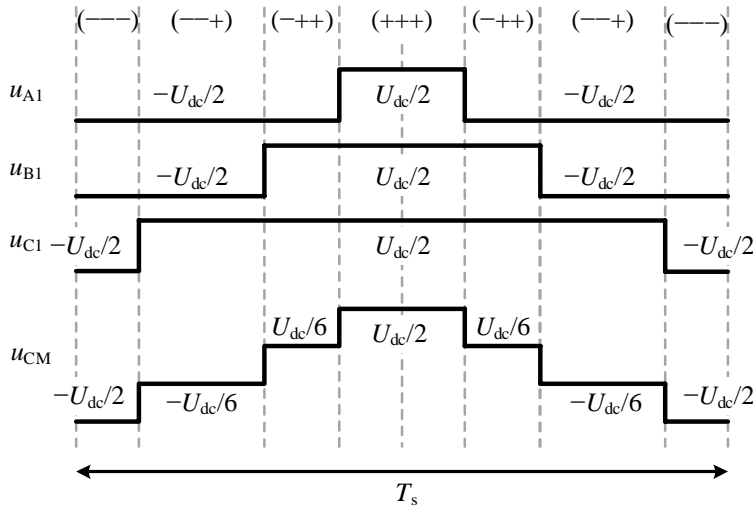 (−−−) (−−+) (-++) (+++) (-++) (−−+) (−−−)
uA1 −Udc/2 Udc/2 −Udc/2
uB1 −Udc/2 Udc/2 −Udc/2
uC1 −Udc/2 Udc/2 −Udc/2
Udc/6 Udc/2 Udc/6
uCM
−Udc/2 −Udc/6 −Udc/6 −Udc/2
Ts